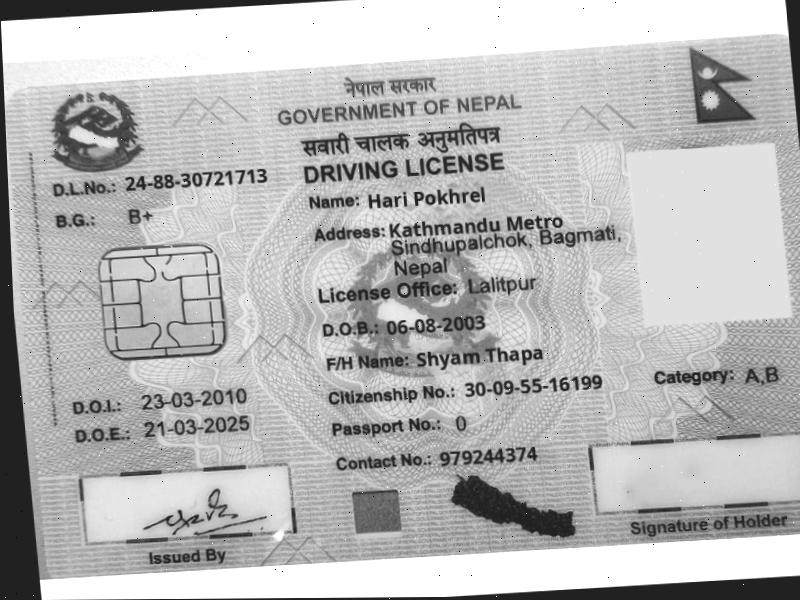 नेपाल सरकार
GOVERNMENT OF NEPAL
सवारी चालक अनुमतिपत्र
DRIVING LICENSE
D.L.No.: 24-88-30721713
B.G.: B+
Name: Hari Pokhrel
Address: Kathmandu Metro
Sindhupalchok, Bagmati,
Nepal
License Office: Lalitpur
D.O.B.: 06-08-2003
F/H Name: Shyam Thapa
Citizenship No.: 30-09-55-16199
Category: A,B
D.O.I.: 23-03-2010
D.O.E.: 21-03-2025
Passport No.: 0
Contact No.: 979244374
Issued By
Signature of Holder